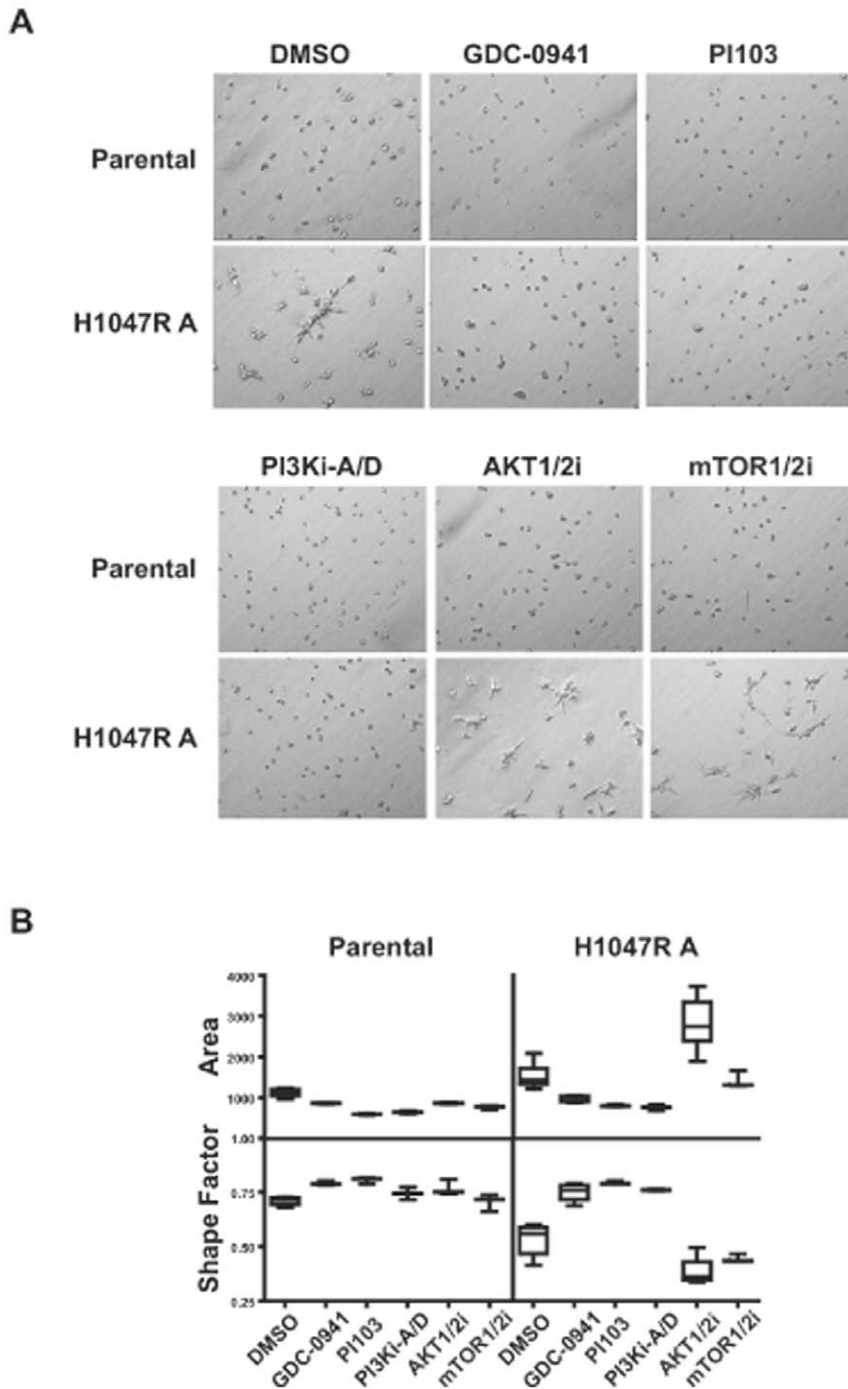 A
DMSO GDC-0941 PI103
Parental
H1047R A
PI3Ki-A/D AKT1/2i mTOR1/2i
Parental
H1047R A
B
Parental H1047R A
Area
4000
3000
2000
1000
Shape Factor
1.00
0.75
0.50
0.25
DMSO GDC-0941 PI103 PI3Ki-A/D AKT1/2i mTOR1/2i DMSO GDC-0941 PI103 PI3Ki-A/D AKT1/2i mTOR1/2i